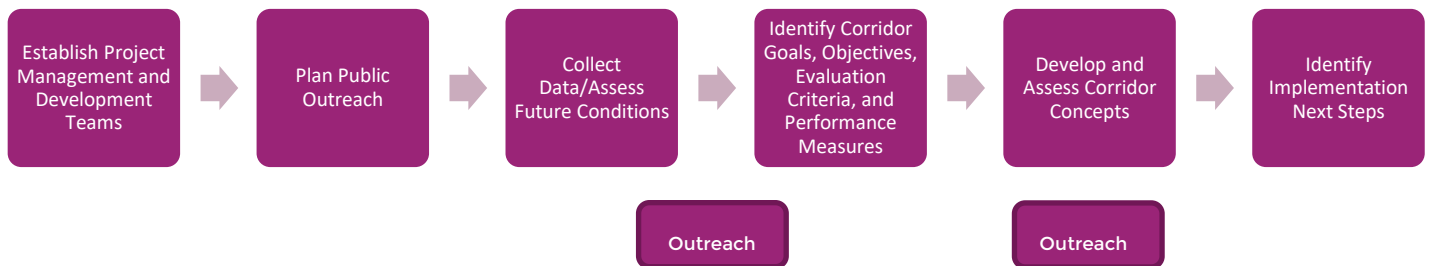 Establish Project
Management and
Development
Teams
Plan Public
Outreach
Collect
Data/Assess
Future Conditions
Identify Corridor
Goals, Objectives,
Evaluation
Criteria, and
Performance
Measures
Develop and
Assess Corridor
Concepts
Identify
Implementation
Next Steps
Outreach
Outreach